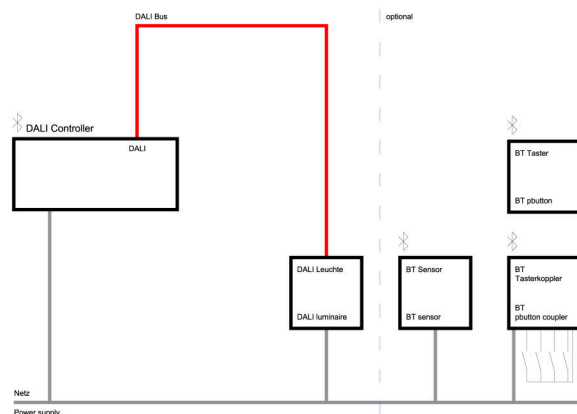 DALI Bus
optional
DALI Controller
DALI
BT Taster
BT pbutton
DALI Leuchte
DALI luminaire
BT Sensor
BT sensor
BT
Tasterkoppler
BT
pbutton coupler
Netz
Power supply